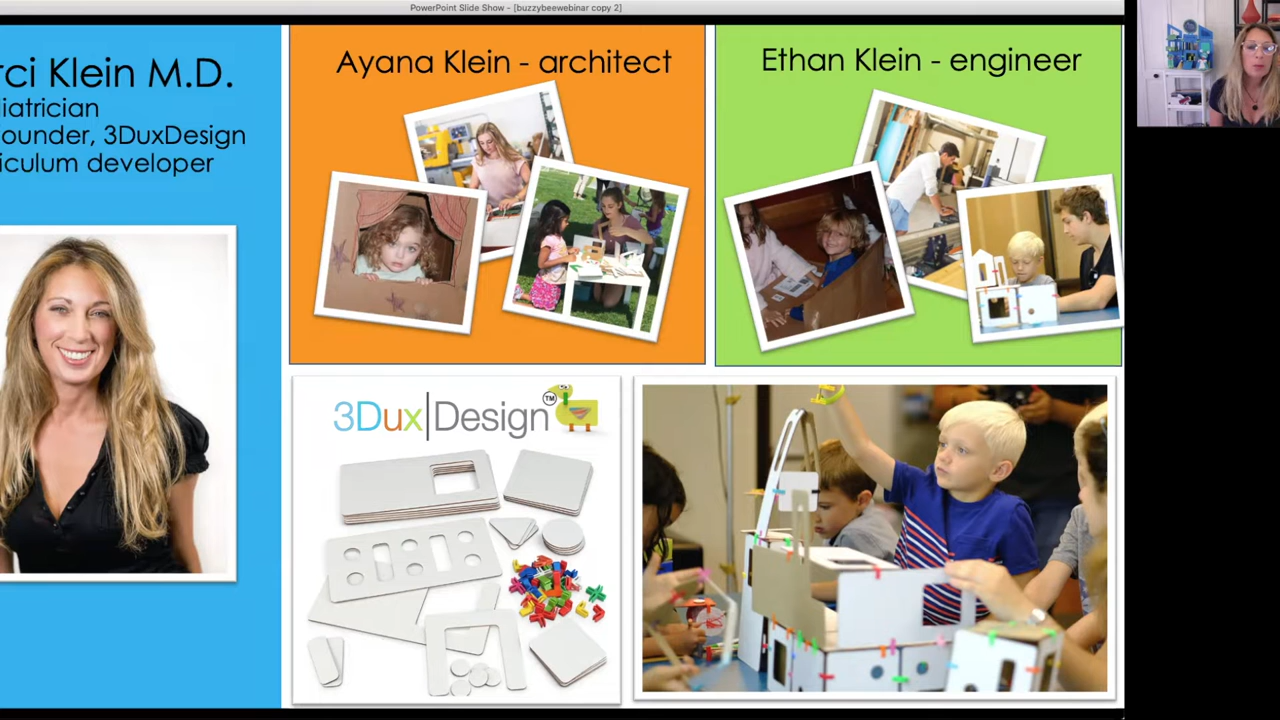 PowerPoint Slide Show - [buzzybeewebinar copy 2]
rci Klein M.D.
iatrician
ounder, 3DuxDesign
iculum developer
Ayana Klein - architect
Ethan Klein - engineer
3Dux|Design
TM